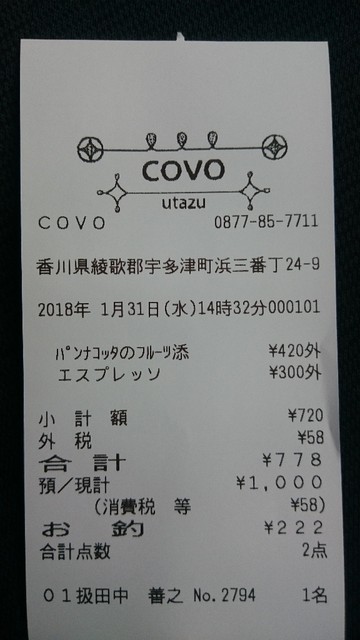 COVO
utazu
COVO 0877-85-7711
香川県綾歌郡宇多津町浜三番丁24-9
2018年 1月31日(水)14時32分000101
ﾊﾟﾝﾅｺｯﾀのﾌﾙｰﾂ添 ¥420外
エスプレッソ ¥300外
小 計 額 ¥720
外 税 ¥58
合 計 ¥778
預/現計 ¥1,000
(消費税 等 ¥58)
お 釣 ¥222
合計点数 2点
01扱田中 善之 No.2794 1名